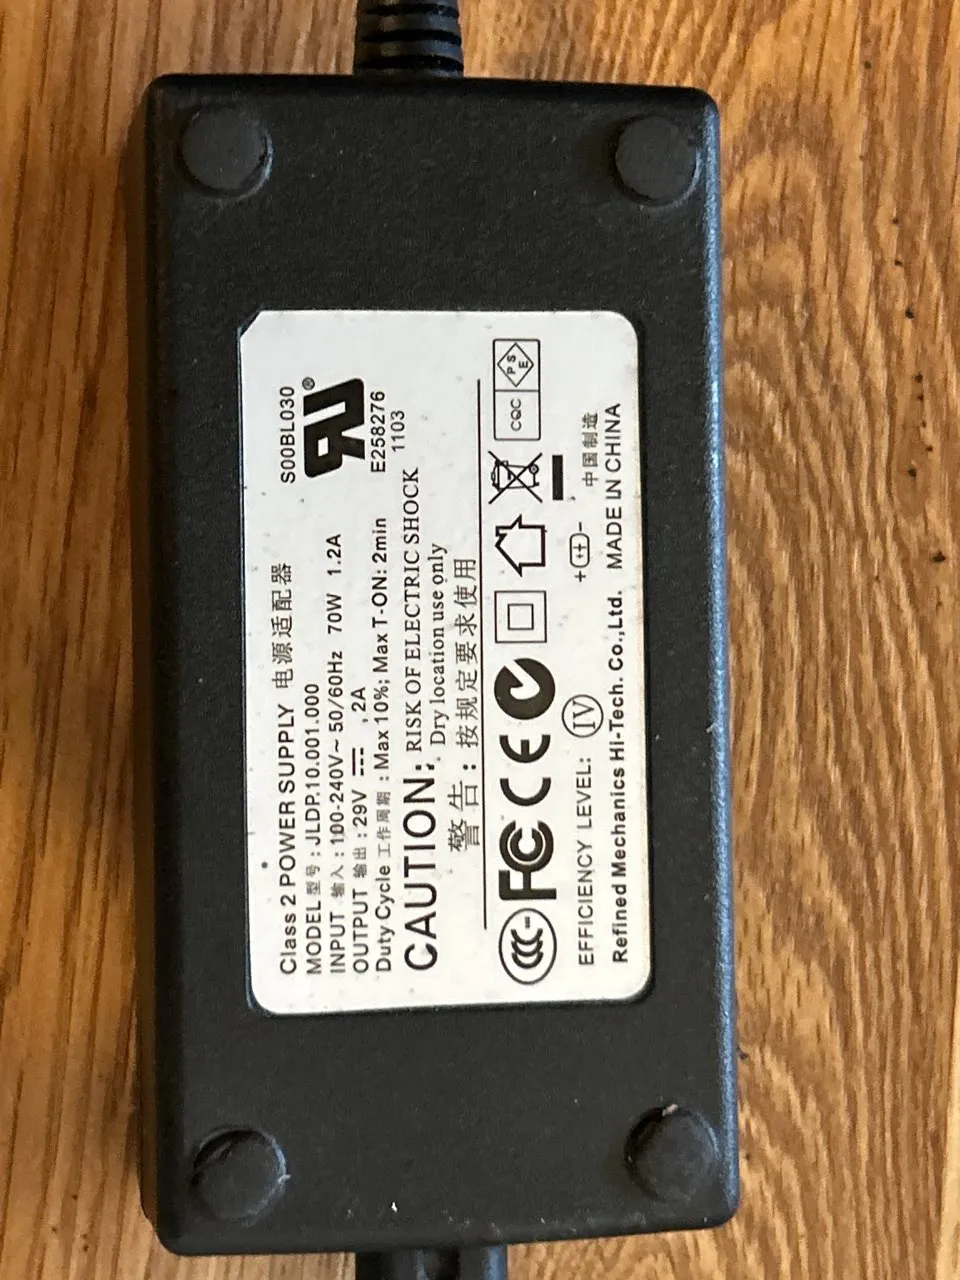 Class 2 POWER SUPPLY 电源适配器
S00BL030
MODEL 型号: JLDP.10.001.000
INPUT 输入: 100-240V~ 50/60Hz 70W 1.2A
OUTPUT 输出: 29V ⎓, 2A
E258276
Duty Cycle 工作周期: Max 10%; Max T-ON: 2min
1103
CAUTION: RISK OF ELECTRIC SHOCK
Dry location use only
警告: 按规定要求使用
CCC FC CE CQC PSE
EFFICIENCY LEVEL: IV + ++ -
中国制造
Refined Mechanics Hi-Tech. Co.,Ltd. MADE IN CHINA